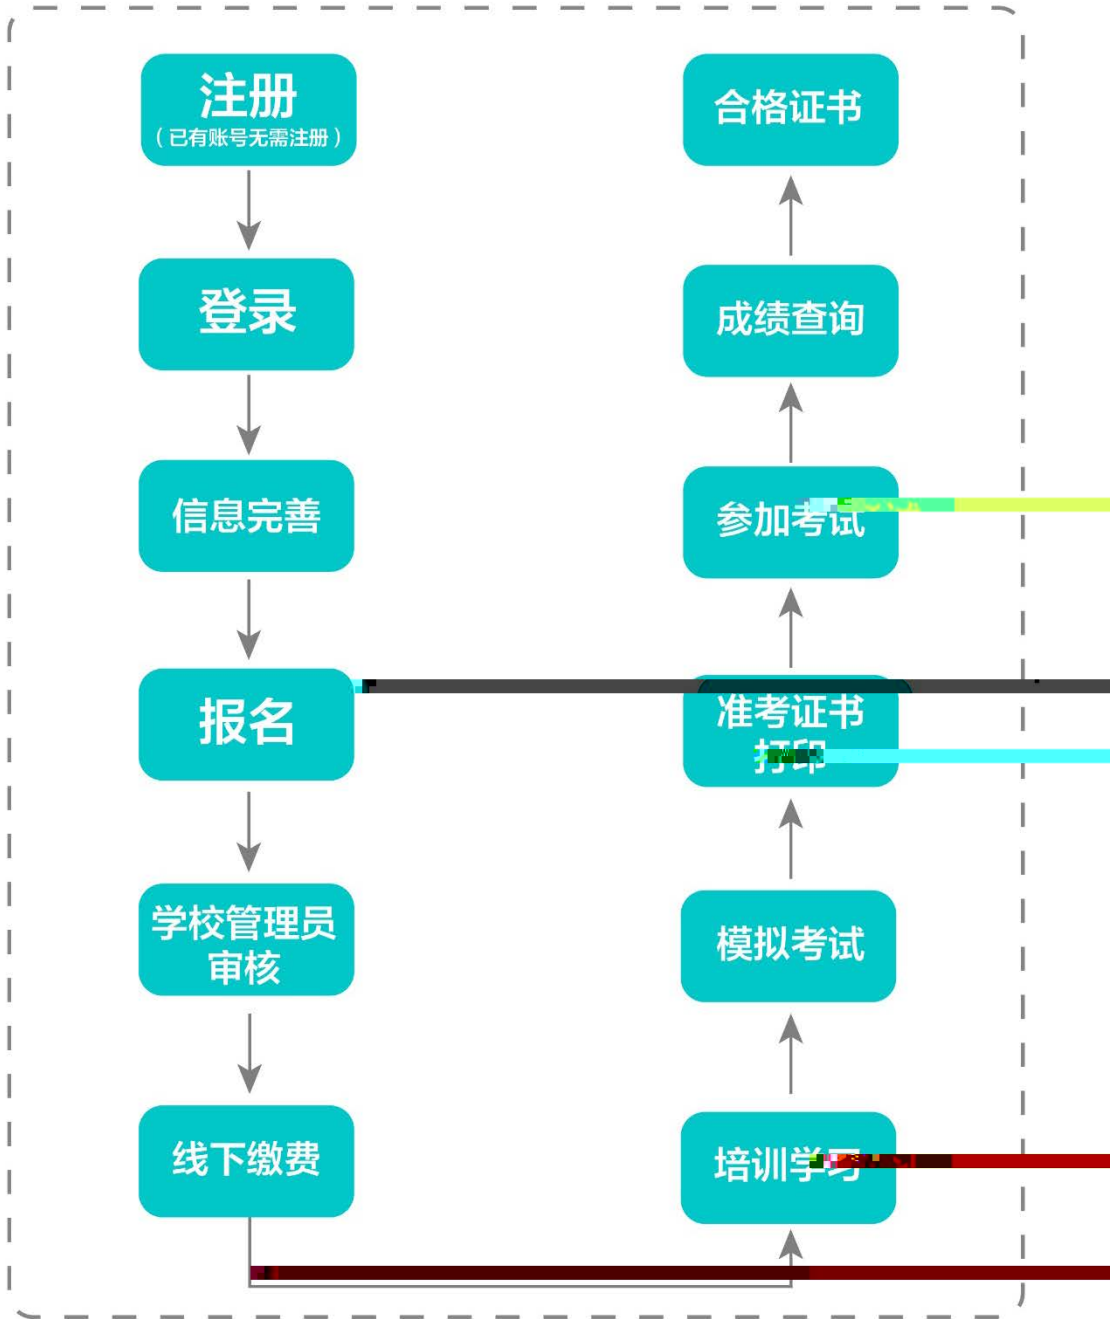 注册
（已有账号无需注册）
登录
信息完善
报名
学校管理员
审核
线下缴费
合格证书
成绩查询
参加考试
准考证书
打印
模拟考试
培训学习